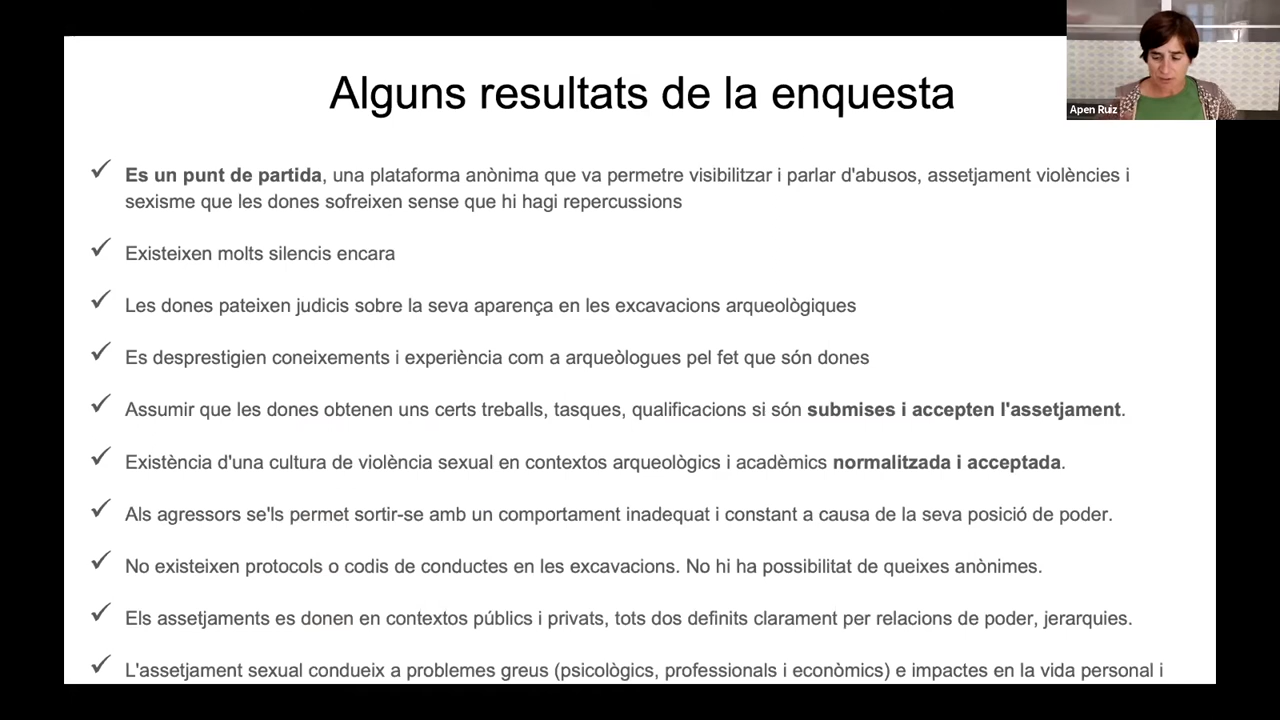 Alguns resultats de la enquesta
Apen Ruiz
Es un punt de partida, una plataforma anònima que va permetre visibilitzar i parlar d'abusos, assetjament violències i
sexisme que les dones sofreixen sense que hi hagi repercussions
Existeixen molts silencis encara
Les dones pateixen judicis sobre la seva aparença en les excavacions arqueològiques
Es desprestigien coneixements i experiència com a arqueòlogues pel fet que són dones
Assumir que les dones obtenen uns certs treballs, tasques, qualificacions si són submises i accepten l'assetjament.
Existència d'una cultura de violència sexual en contextos arqueològics i acadèmics normalitzada i acceptada.
Als agressors se'ls permet sortir-se amb un comportament inadequat i constant a causa de la seva posició de poder.
No existeixen protocols o codis de conductes en les excavacions. No hi ha possibilitat de queixes anònimes.
Els assetjaments es donen en contextos públics i privats, tots dos definits clarament per relacions de poder, jerarquies.
L'assetjament sexual condueix a problemes greus (psicològics, professionals i econòmics) e impactes en la vida personal i